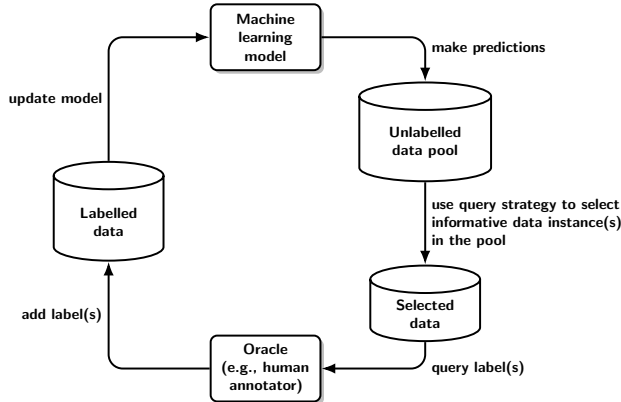 Machine
learning
model
make predictions
update model
Unlabelled
data pool
Labelled
data
use query strategy to select
informative data instance(s)
in the pool
Selected
data
add label(s)
Oracle
(e.g., human
annotator)
query label(s)